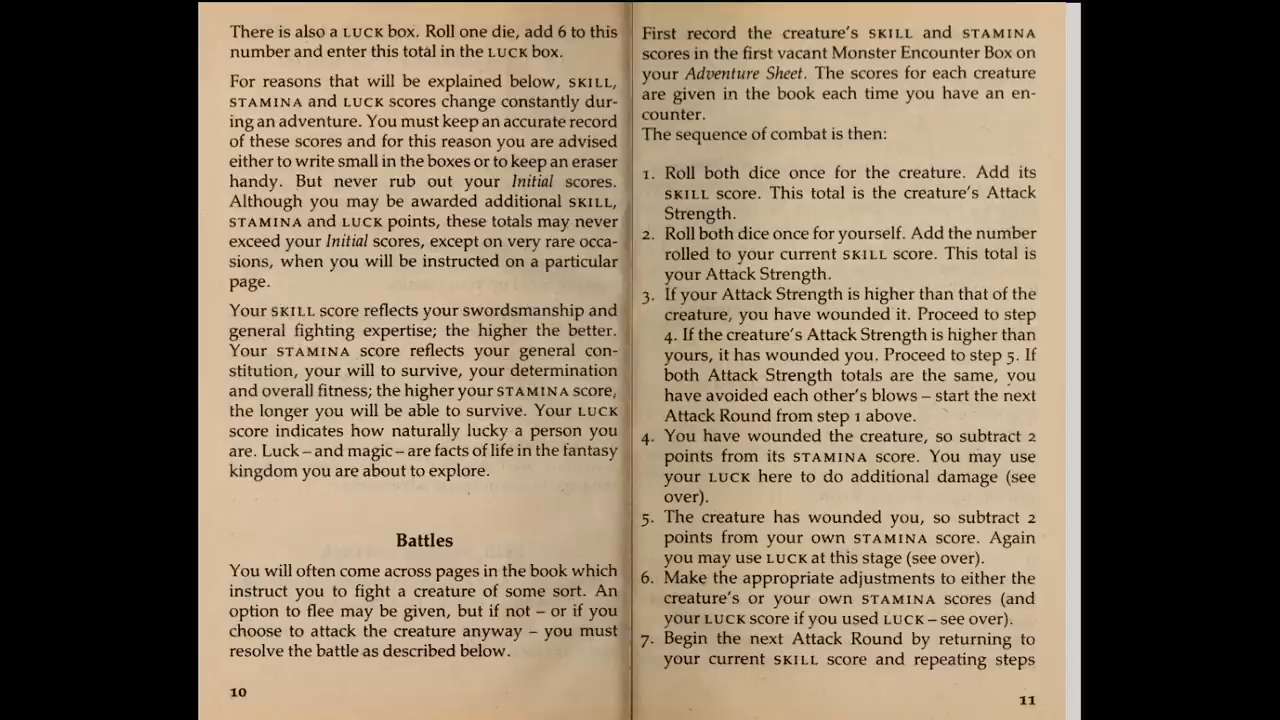 There is also a LUCK box. Roll one die, add 6 to this
number and enter this total in the LUCK box.
For reasons that will be explained below, SKILL,
STAMINA and LUCK scores change constantly dur-
ing an adventure. You must keep an accurate record
of these scores and for this reason you are advised
either to write small in the boxes or to keep an eraser
handy. But never rub out your Initial scores.
Although you may be awarded additional SKILL,
STAMINA and LUCK points, these totals may never
exceed your Initial scores, except on very rare occa-
sions, when you will be instructed on a particular
page.
Your SKILL score reflects your swordsmanship and
general fighting expertise; the higher the better.
Your STAMINA score reflects your general con-
stitution, your will to survive, your determination
and overall fitness; the higher your STAMINA score,
the longer you will be able to survive. Your LUCK
score indicates how naturally lucky a person you
are. Luck – and magic – are facts of life in the fantasy
kingdom you are about to explore.
Battles
You will often come across pages in the book which
instruct you to fight a creature of some sort. An
option to flee may be given, but if not – or if you
choose to attack the creature anyway – you must
resolve the battle as described below.
10
First record the creature's SKILL and STAMINA
scores in the first vacant Monster Encounter Box on
your Adventure Sheet. The scores for each creature
are given in the book each time you have an en-
counter.
The sequence of combat is then:
1. Roll both dice once for the creature. Add its
SKILL score. This total is the creature's Attack
Strength.
2. Roll both dice once for yourself. Add the number
rolled to your current SKILL score. This total is
your Attack Strength.
3. If your Attack Strength is higher than that of the
creature, you have wounded it. Proceed to step
4. If the creature's Attack Strength is higher than
yours, it has wounded you. Proceed to step 5. If
both Attack Strength totals are the same, you
have avoided each other's blows – start the next
Attack Round from step 1 above.
4. You have wounded the creature, so subtract 2
points from its STAMINA score. You may use
your LUCK here to do additional damage (see
over).
5. The creature has wounded you, so subtract 2
points from your own STAMINA score. Again
you may use LUCK at this stage (see over).
6. Make the appropriate adjustments to either the
creature's or your own STAMINA scores (and
your LUCK score if you used LUCK – see over).
7. Begin the next Attack Round by returning to
your current SKILL score and repeating steps
11